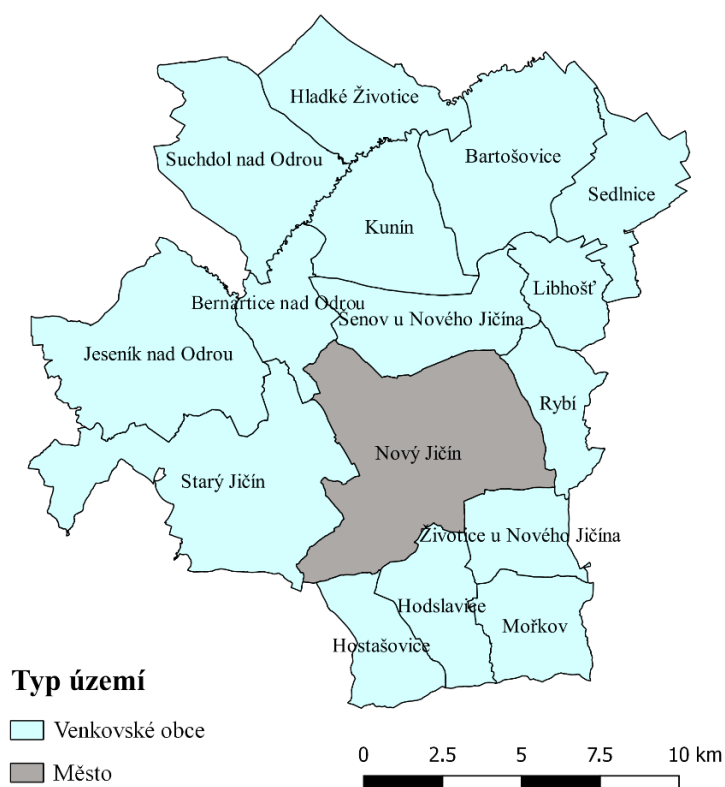 Hladké Životice
Suchdol nad Odrou
Bartošovice
Sedlnice
Kunín
Libhošť
Bernartice nad Odrou
Šenov u Nového Jičína
Jeseník nad Odrou
Rybí
Nový Jičín
Starý Jičín
Životice u Nového Jičína
Hodslavice
Mořkov
Hostašovice
Typ území
Venkovské obce
Město
0 2.5 5 7.5 10 km